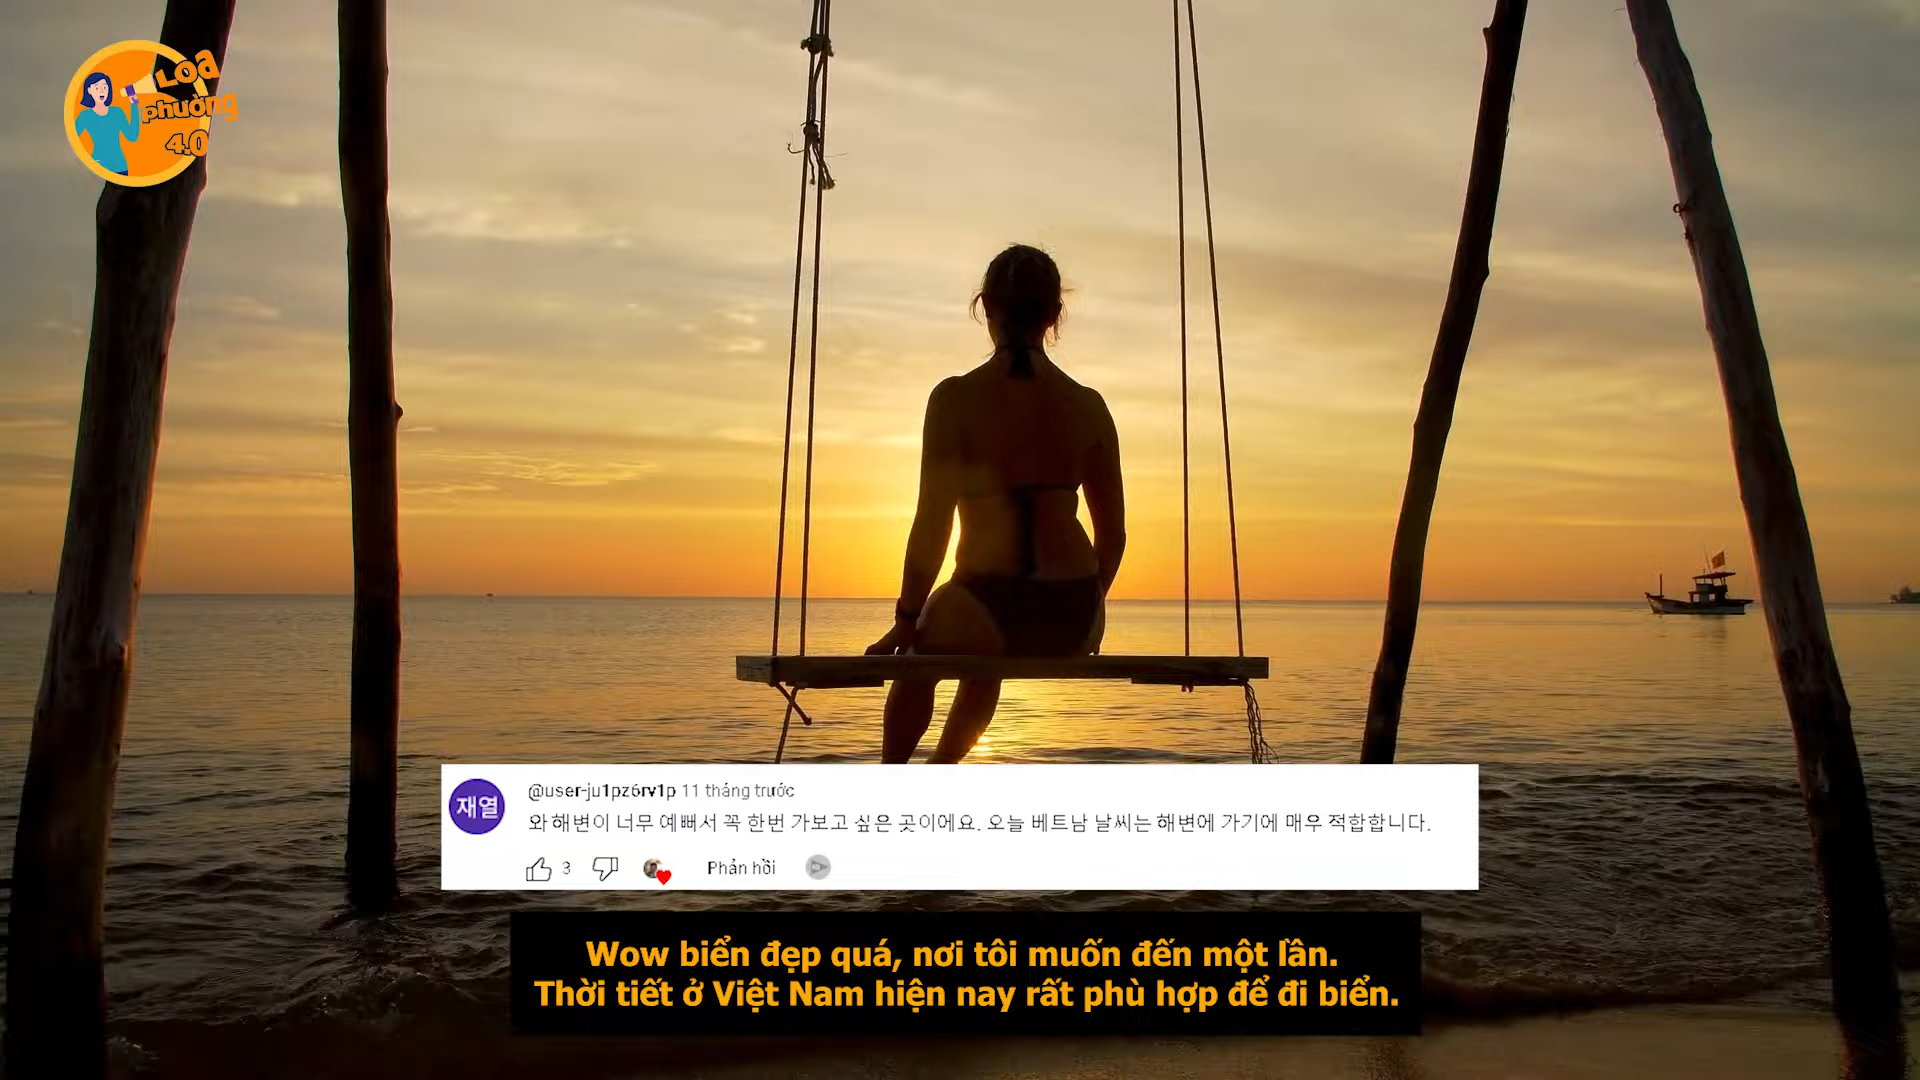 Loa
phường
4.0
재열
@user-ju1pz6rv1p 11 tháng trước
와 해변이 너무 예뻐서 꼭 한번 가보고 싶은 곳이에요. 오늘 베트남 날씨는 해변에 가기에 매우 적합합니다.
3 Phản hồi
Wow biển đẹp quá, nơi tôi muốn đến một lần.
Thời tiết ở Việt Nam hiện nay rất phù hợp để đi biển.